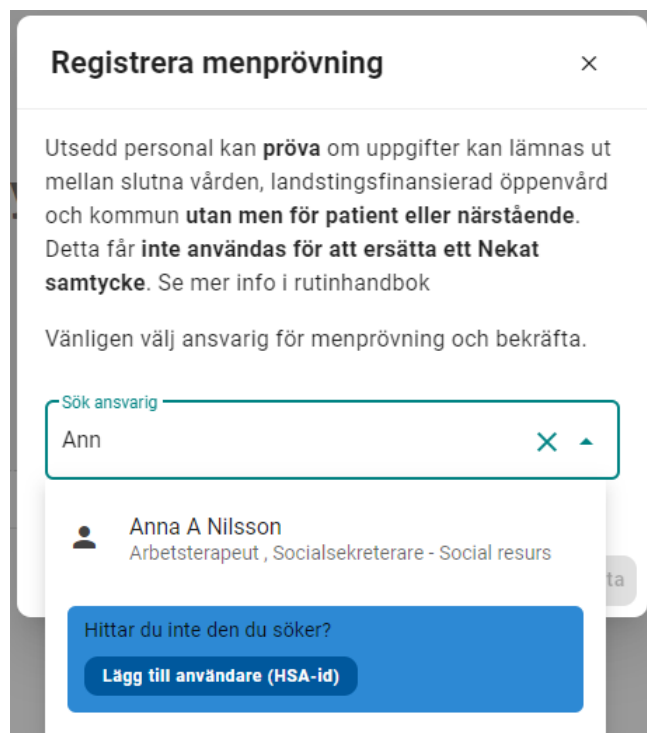 Registrera menprövning
Utsedd personal kan pröva om uppgifter kan lämnas ut
mellan slutna vården, landstingsfinansierad öppenvård
och kommun utan men för patient eller närstående.
Detta får inte användas för att ersätta ett Nekat
samtycke. Se mer info i rutinhandbok
Vänligen välj ansvarig för menprövning och bekräfta.
Sök ansvarig
Ann
Anna A Nilsson
Arbetsterapeut , Socialsekreterare - Social resurs
ta
Hittar du inte den du söker?
Lägg till användare (HSA-id)